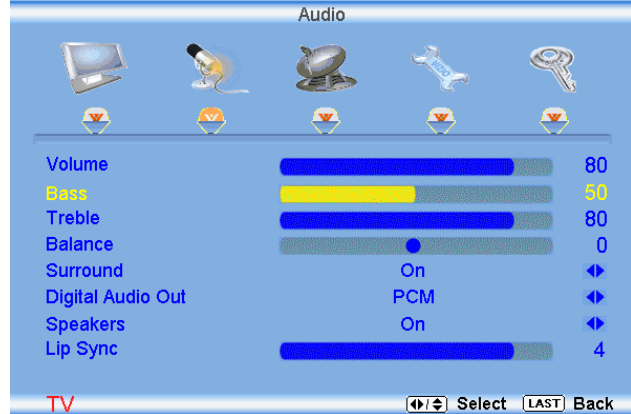 Audio
Volume 80
Bass 50
Treble 80
Balance 0
Surround On
Digital Audio Out PCM
Speakers On
Lip Sync 4
TV Select LAST Back